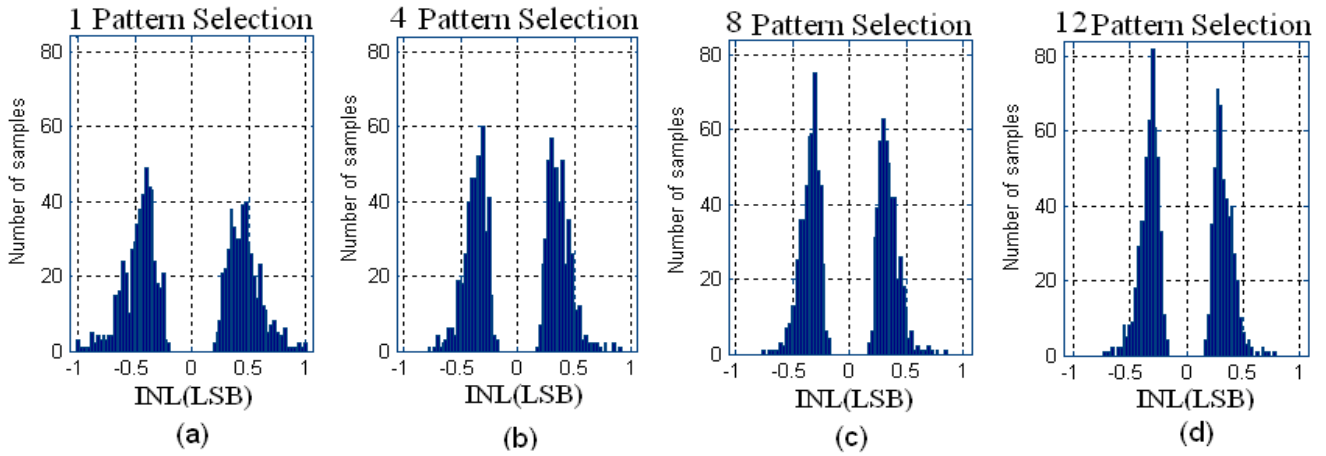 1 Pattern Selection
80
60
40
20
0
-1 -0.5 0 0.5 1
Number of samples
INL(LSB)
(a)
4 Pattern Selection
80
60
40
20
0
-1 -0.5 0 0.5 1
Number of samples
INL(LSB)
(b)
8 Pattern Selection
80
60
40
20
0
-1 -0.5 0 0.5 1
Number of samples
INL(LSB)
(c)
12 Pattern Selection
80
60
40
20
0
-1 -0.5 0 0.5 1
Number of samples
INL(LSB)
(d)